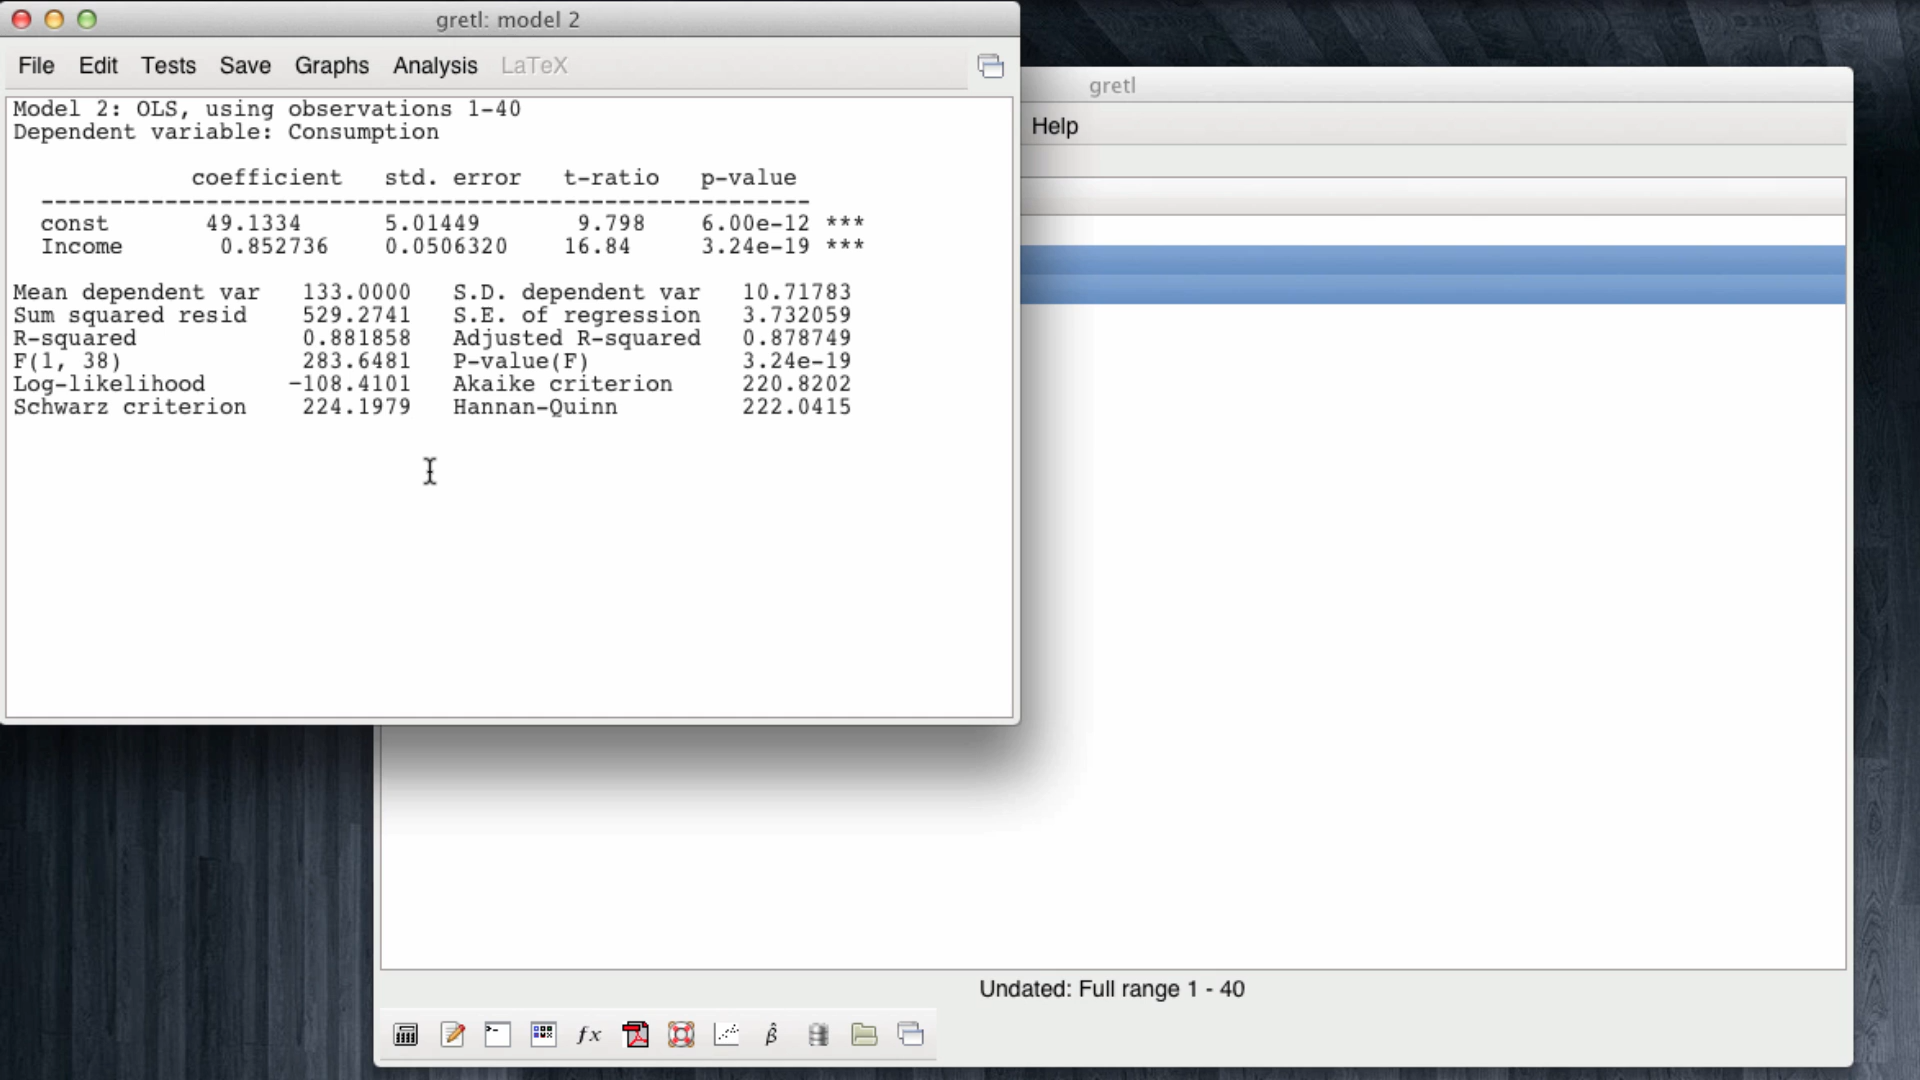 gretl: model 2
File Edit Tests Save Graphs Analysis LaTeX
Model 2: OLS, using observations 1-40
Dependent variable: Consumption
coefficient std. error t-ratio p-value
---------------------------------------------------------
const 49.1334 5.01449 9.798 6.00e-12 ***
Income 0.852736 0.0506320 16.84 3.24e-19 ***
Mean dependent var 133.0000 S.D. dependent var 10.71783
Sum squared resid 529.2741 S.E. of regression 3.732059
R-squared 0.881858 Adjusted R-squared 0.878749
F(1, 38) 283.6481 P-value(F) 3.24e-19
Log-likelihood -108.4101 Akaike criterion 220.8202
Schwarz criterion 224.1979 Hannan-Quinn 222.0415
gretl
Help
Undated: Full range 1 - 40
fx β̂